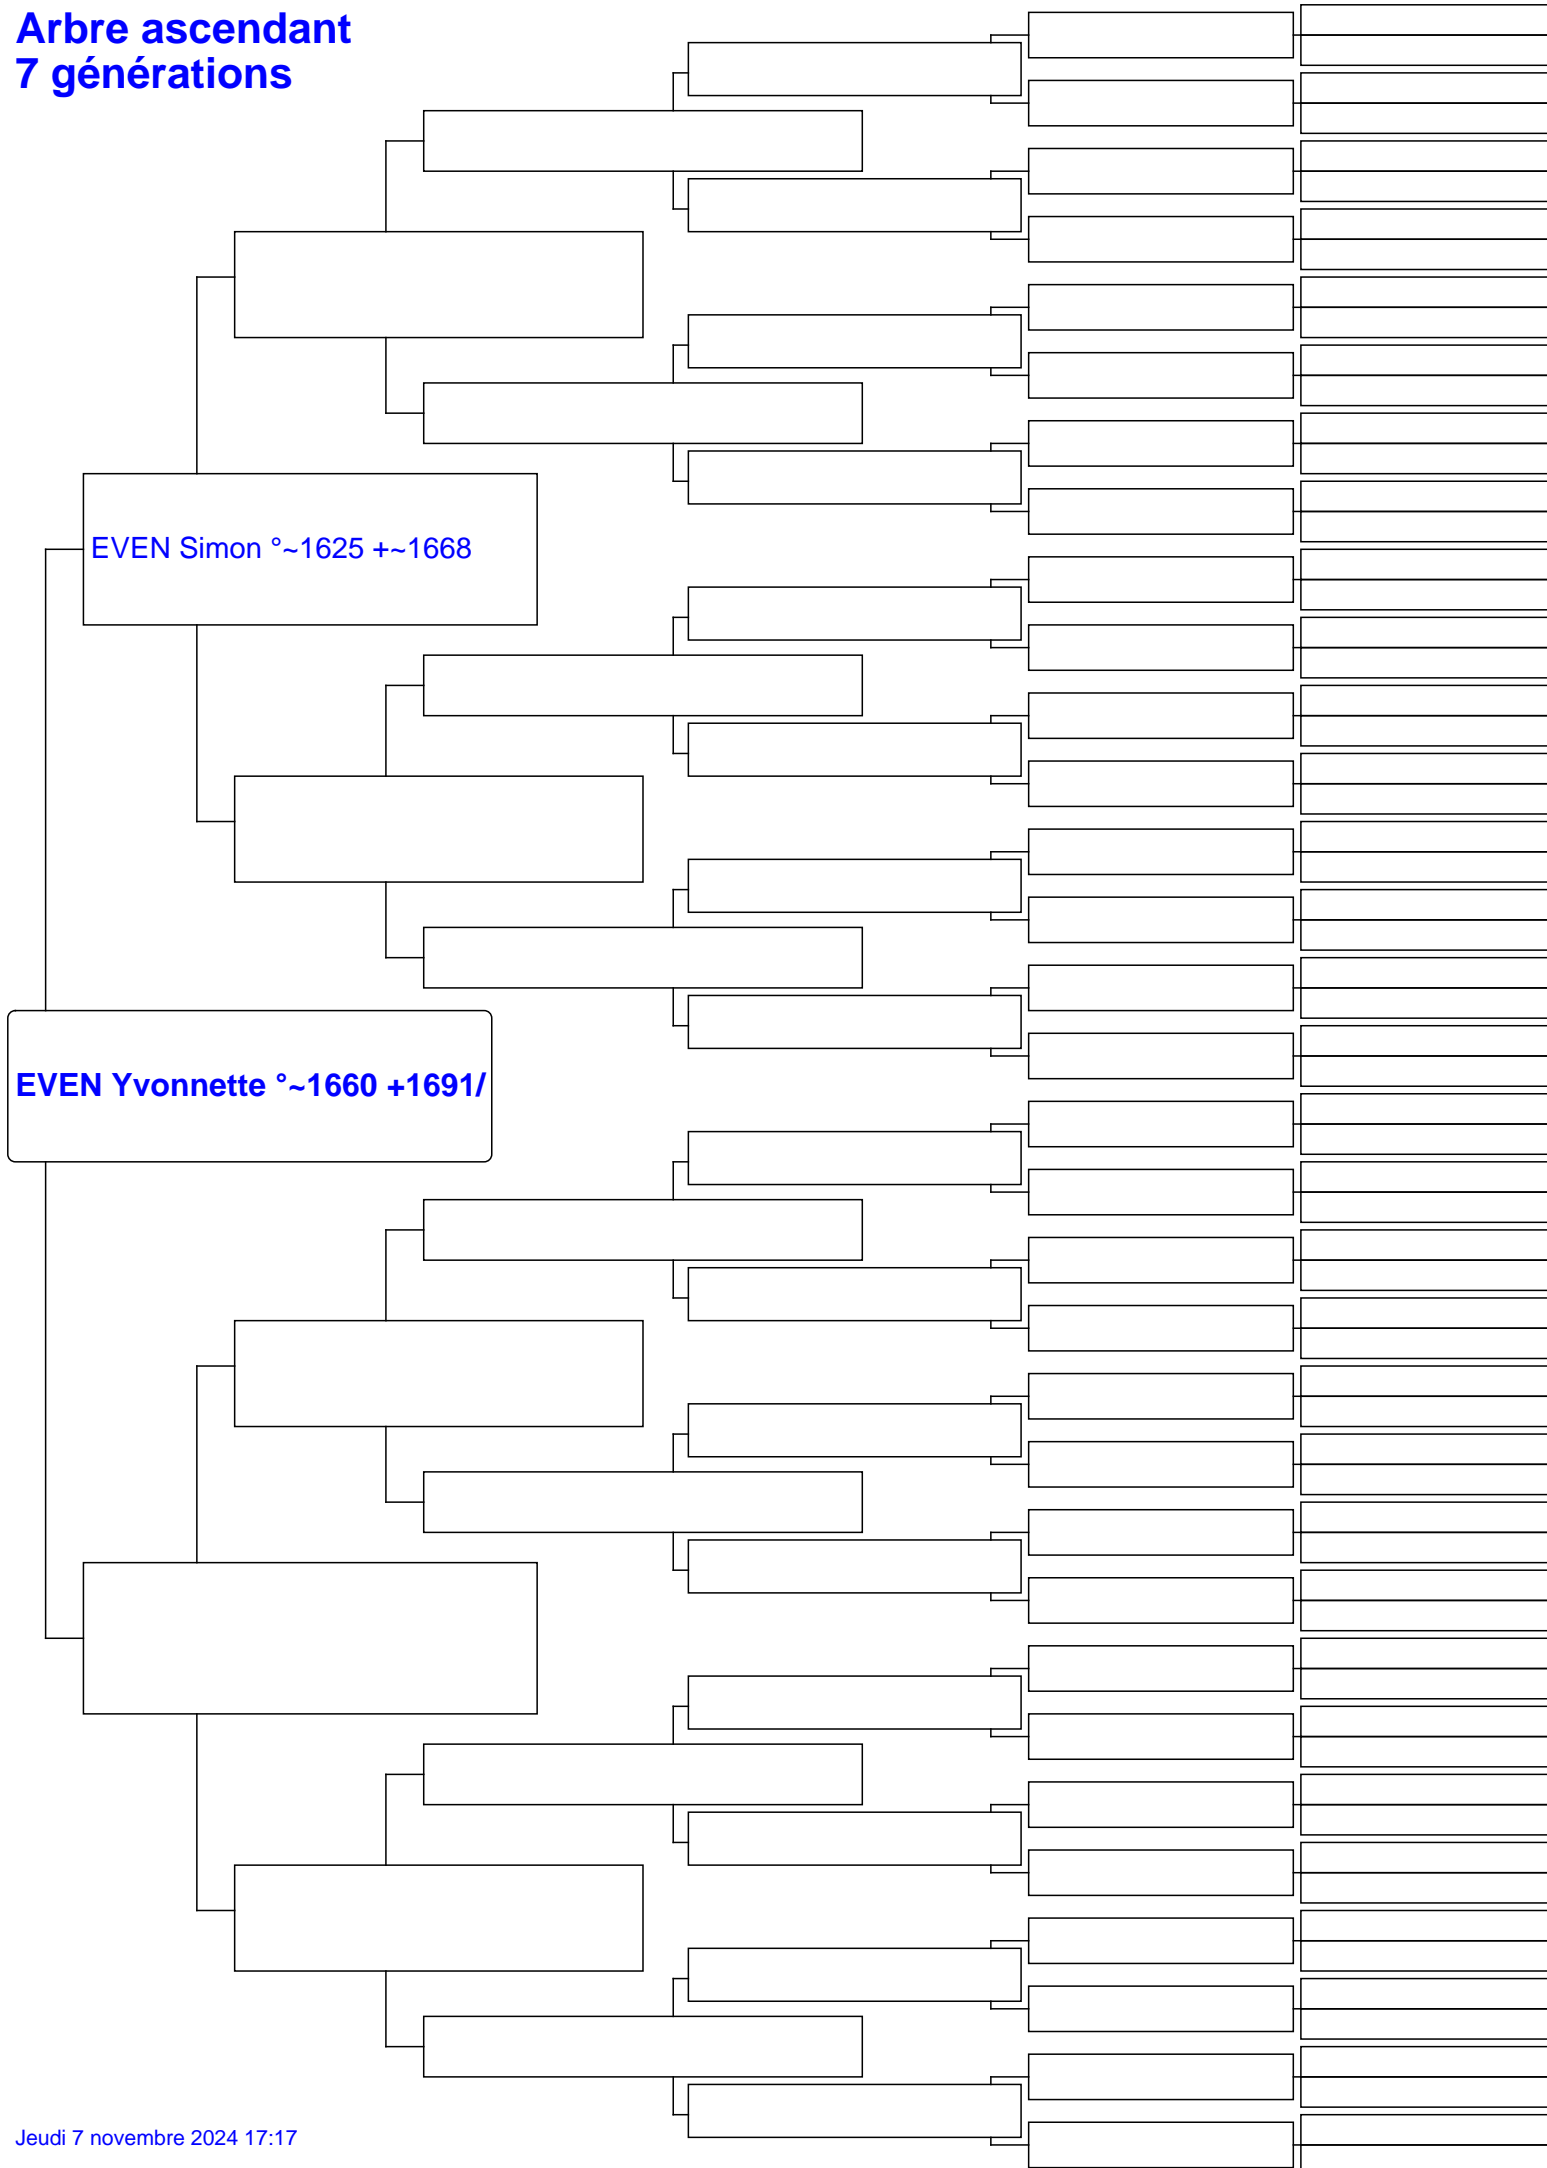 Arbre ascendant
7 générations
EVEN Simon °~1625 +~1668
EVEN Yvonnette °~1660 +1691/
Jeudi 7 novembre 2024 17:17